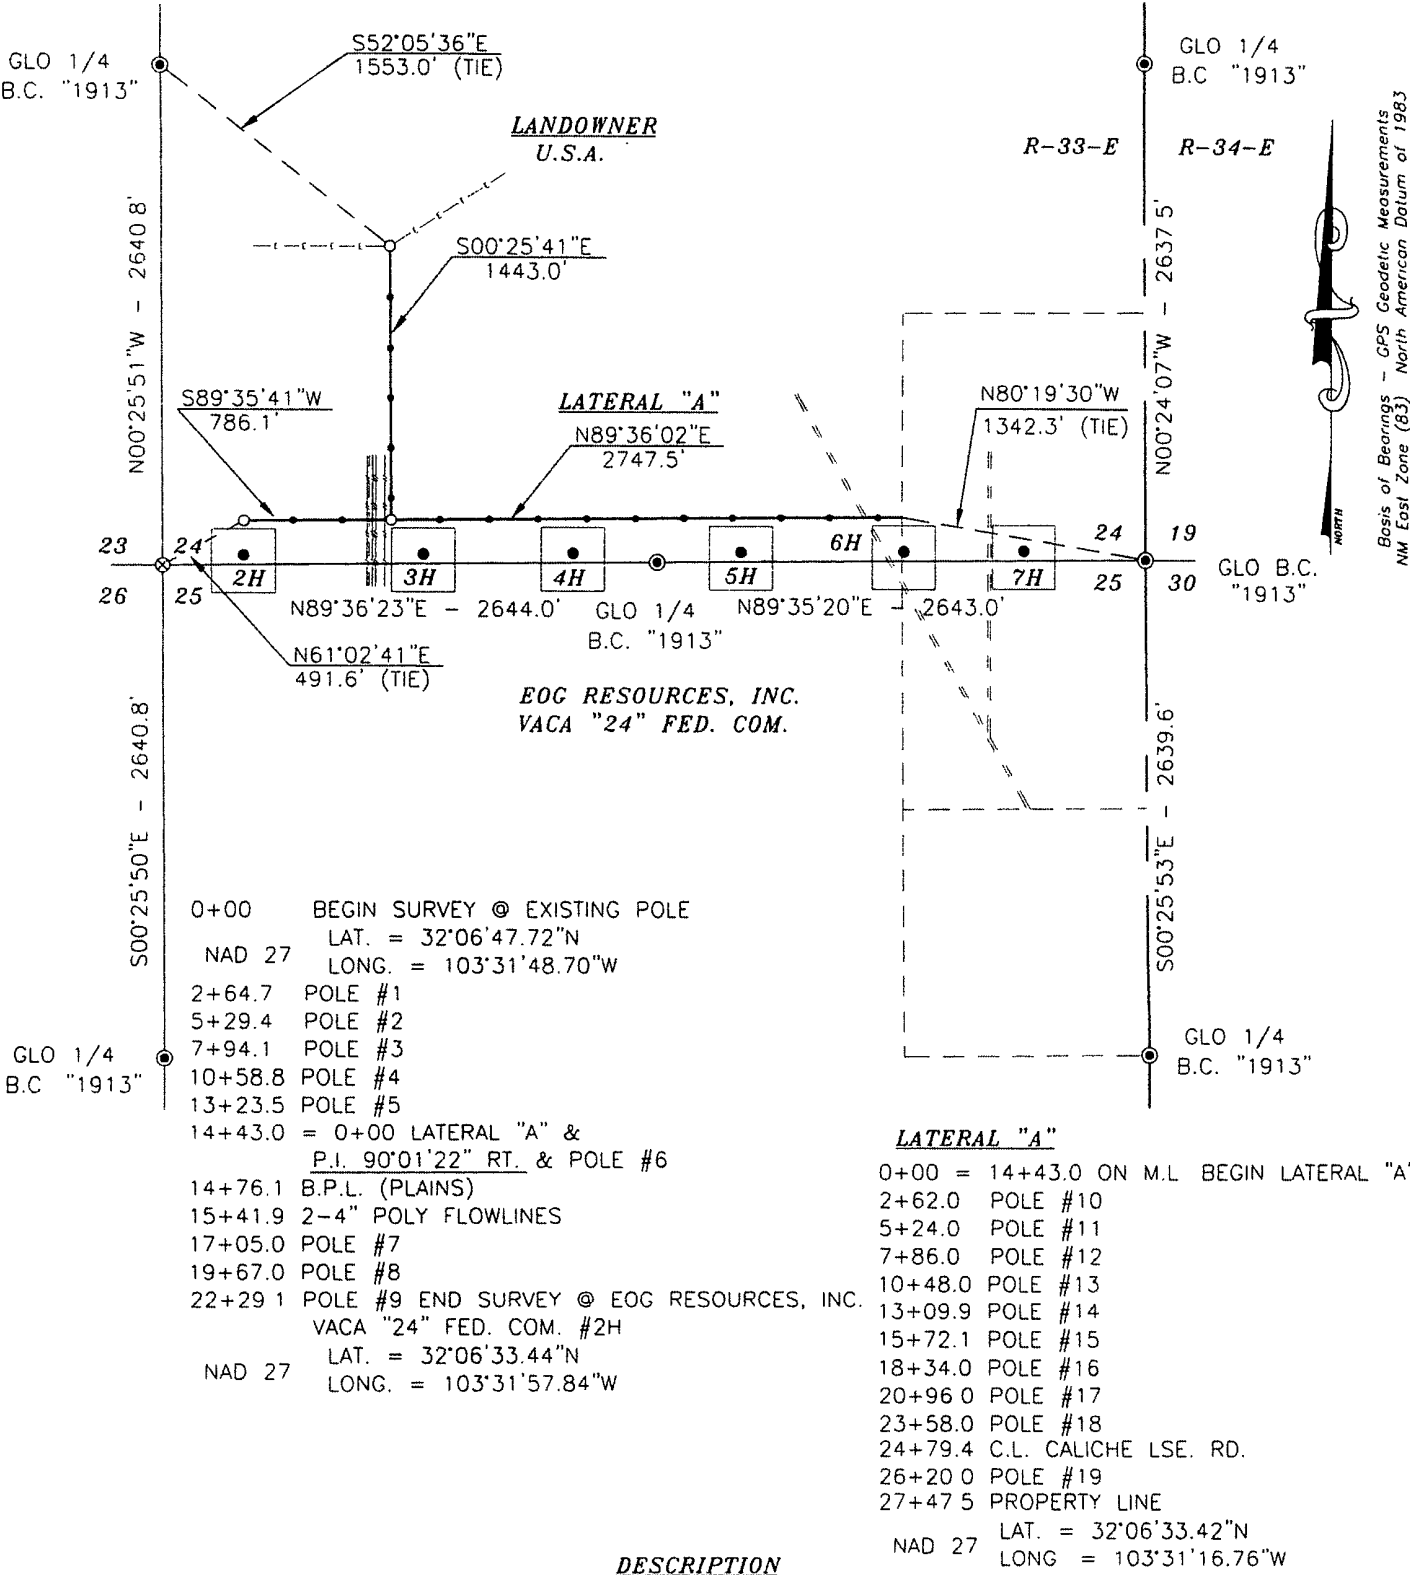 S52°05'36"E
1553.0' (TIE)
GLO 1/4
B.C. "1913"
GLO 1/4
B.C "1913"
LANDOWNER
U.S.A.
R-33-E
R-34-E
N00°25'51"W - 2640 8'
S00°25'41"E
1443.0'
N00°24'07"W - 2637 5'
Basis of Bearings - GPS Geodetic Measurements
NM East Zone (83) North American Datum of 1983
NORTH
S89°35'41"W
786.1'
LATERAL "A"
N89°36'02"E
2747.5'
N80°19'30"W
1342.3' (TIE)
23
24
26
25
2H
3H
4H
5H
6H
7H
24
19
25
30
GLO B.C.
"1913"
N89°36'23"E - 2644.0'
GLO 1/4
B.C. "1913"
N89°35'20"E - 2643.0'
N61°02'41"E
491.6' (TIE)
EOG RESOURCES, INC.
VACA "24" FED. COM.
S00°25'50"E - 2640.8'
S00°25'53"E - 2639.6'
GLO 1/4
B.C "1913"
GLO 1/4
B.C. "1913"
0+00 BEGIN SURVEY @ EXISTING POLE
NAD 27 LAT. = 32°06'47.72"N
LONG. = 103°31'48.70"W
2+64.7 POLE #1
5+29.4 POLE #2
7+94.1 POLE #3
10+58.8 POLE #4
13+23.5 POLE #5
14+43.0 = 0+00 LATERAL "A" &
P.I. 90°01'22" RT. & POLE #6
14+76.1 B.P.L. (PLAINS)
15+41.9 2-4" POLY FLOWLINES
17+05.0 POLE #7
19+67.0 POLE #8
22+29 1 POLE #9 END SURVEY @ EOG RESOURCES, INC.
VACA "24" FED. COM. #2H
NAD 27 LAT. = 32°06'33.44"N
LONG. = 103°31'57.84"W
LATERAL "A"
0+00 = 14+43.0 ON M.L BEGIN LATERAL "A"
2+62.0 POLE #10
5+24.0 POLE #11
7+86.0 POLE #12
10+48.0 POLE #13
13+09.9 POLE #14
15+72.1 POLE #15
18+34.0 POLE #16
20+96 0 POLE #17
23+58.0 POLE #18
24+79.4 C.L. CALICHE LSE. RD.
26+20 0 POLE #19
27+47 5 PROPERTY LINE
NAD 27 LAT. = 32°06'33.42"N
LONG = 103°31'16.76"W
DESCRIPTION